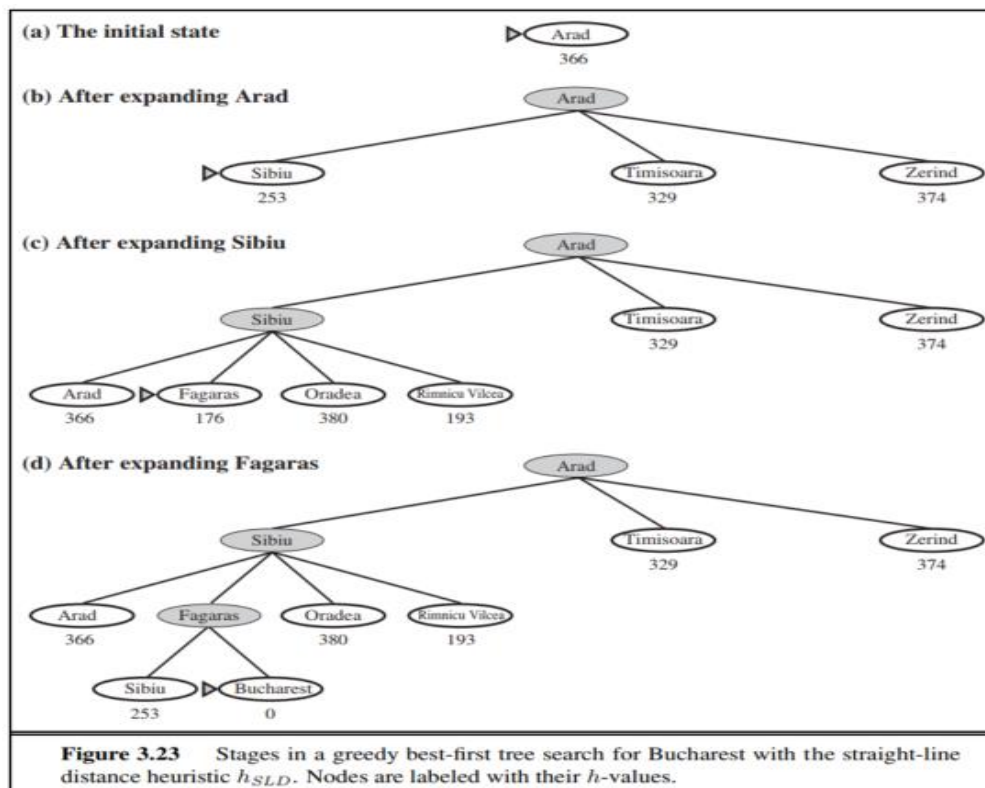 (a) The initial state
Arad
366
(b) After expanding Arad
Arad
Sibiu
Timisoara
Zerind
253
329
374
(c) After expanding Sibiu
Arad
Sibiu
Timisoara
Zerind
329
374
Arad
Fagaras
Oradea
Rimnicu Vilcea
366
176
380
193
(d) After expanding Fagaras
Arad
Sibiu
Timisoara
Zerind
329
374
Arad
Fagaras
Oradea
Rimnicu Vilcea
366
380
193
Sibiu
Bucharest
253
0
Figure 3.23 Stages in a greedy best-first tree search for Bucharest with the straight-line
distance heuristic hSLD. Nodes are labeled with their h-values.